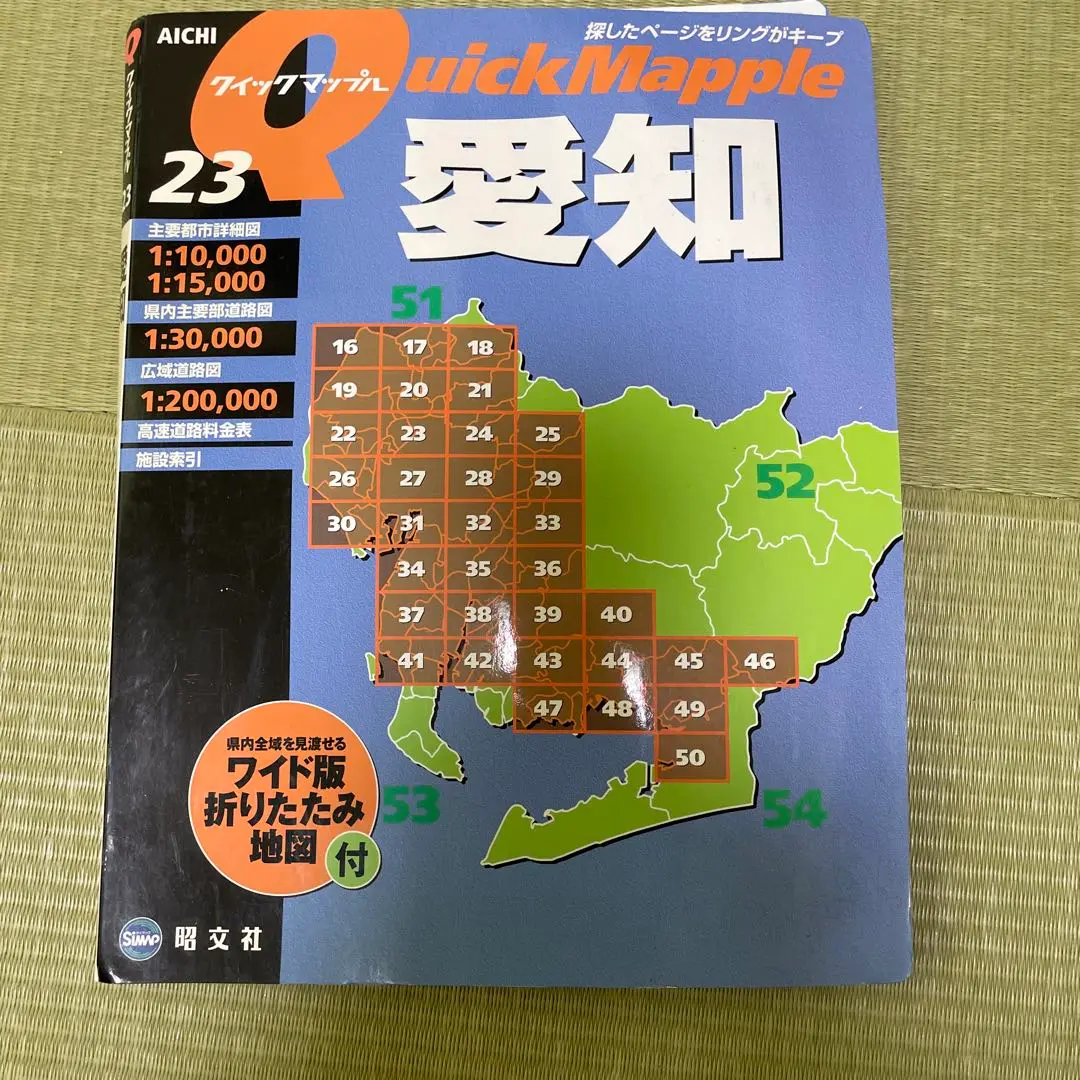 AICHI
探したページをリングがキープ
QuickMapple
クイックマップル
愛知
23
主要都市詳細図
1:10,000
1:15,000
県内主要部道路図
1:30,000
広域道路図
1:200,000
高速道路料金表
施設索引
51
16 17 18
19 20 21
22 23 24 25
26 27 28 29
52
30 31 32 33
34 35 36
37 38 39 40
41 42 43 44 45 46
47 48 49
50
53
54
県内全域を見渡せる
ワイド版
折りたたみ
地図
付
SiMAP
昭文社